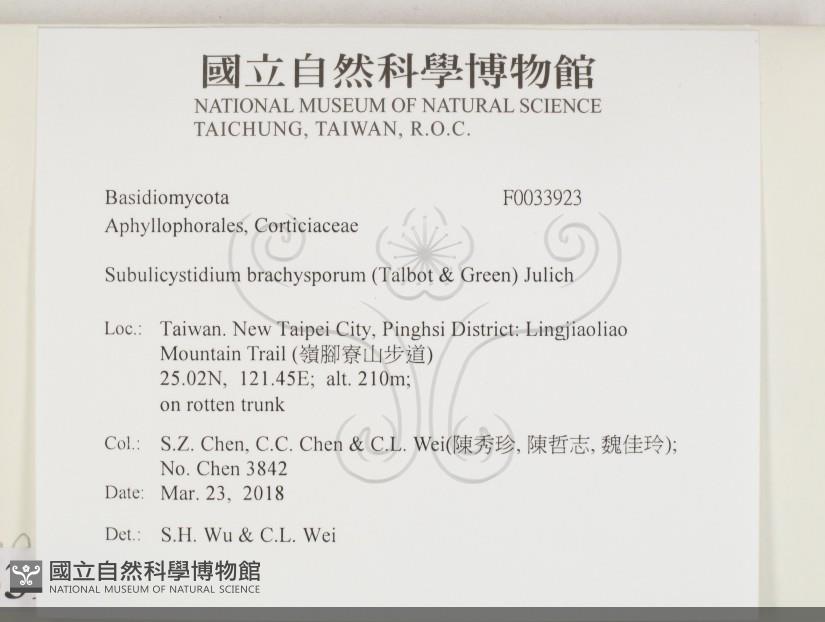 國立自然科學博物館
NATIONAL MUSEUM OF NATURAL SCIENCE
TAICHUNG, TAIWAN, R.O.C.
Basidiomycota F0033923
Aphyllophorales, Corticiaceae
Subulicystidium brachysporum (Talbot & Green) Julich
Loc.: Taiwan. New Taipei City, Pinghsi District: Lingjiaoliao
Mountain Trail (嶺腳寮山步道)
25.02N, 121.45E; alt. 210m;
on rotten trunk
Col.: S.Z. Chen, C.C. Chen & C.L. Wei(陳秀珍, 陳哲志, 魏佳玲);
No. Chen 3842
Date: Mar. 23, 2018
Det.: S.H. Wu & C.L. Wei
國立自然科學博物館
NATIONAL MUSEUM OF NATURAL SCIENCE